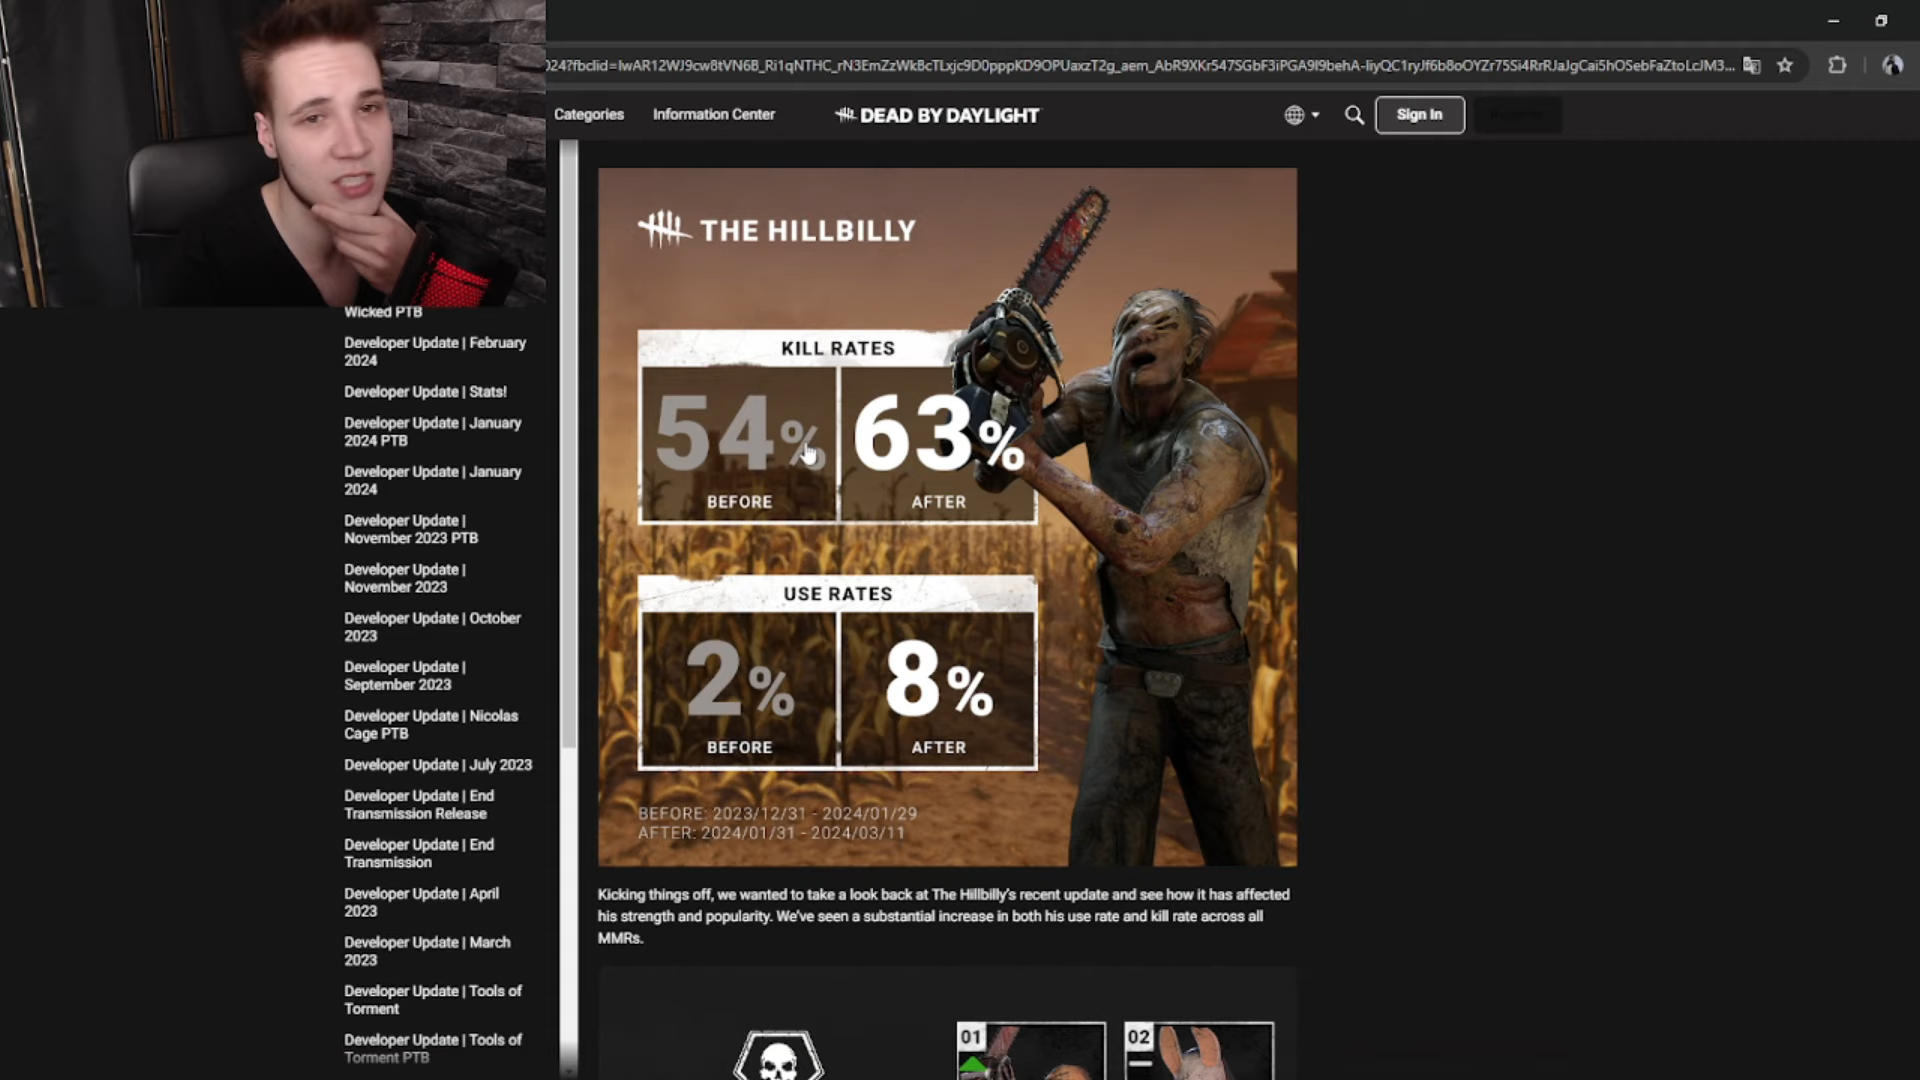 024?fbclid=IwAR12WJ9cw8tVN6B_Ri1qNTHC_rN3EmZzWkBcTLxjc9D0pppKD9OPUaxzT2g_aem_AbR9XKr547SGbF3iPGA9I9behA-IiyQC1ryJf6b8oOYZr75Si4RrRJaJgCai5hOSebFaZtoLcJM3...
Categories
Information Center
DEAD BY DAYLIGHT
Sign In
Wicked PTB
Developer Update | February
2024
Developer Update | Stats!
Developer Update | January
2024 PTB
Developer Update | January
2024
Developer Update |
November 2023 PTB
Developer Update |
November 2023
Developer Update | October
2023
Developer Update |
September 2023
Developer Update | Nicolas
Cage PTB
Developer Update | July 2023
Developer Update | End
Transmission Release
Developer Update | End
Transmission
Developer Update | April
2023
Developer Update | March
2023
Developer Update | Tools of
Torment
Developer Update | Tools of
Torment PTB
THE HILLBILLY
KILL RATES
54% 63%
BEFORE AFTER
USE RATES
2% 8%
BEFORE AFTER
BEFORE: 2023/12/31 - 2024/01/29
AFTER: 2024/01/31 - 2024/03/11
Kicking things off, we wanted to take a look back at The Hillbilly's recent update and see how it has affected
his strength and popularity. We've seen a substantial increase in both his use rate and kill rate across all
MMRs.
01
02